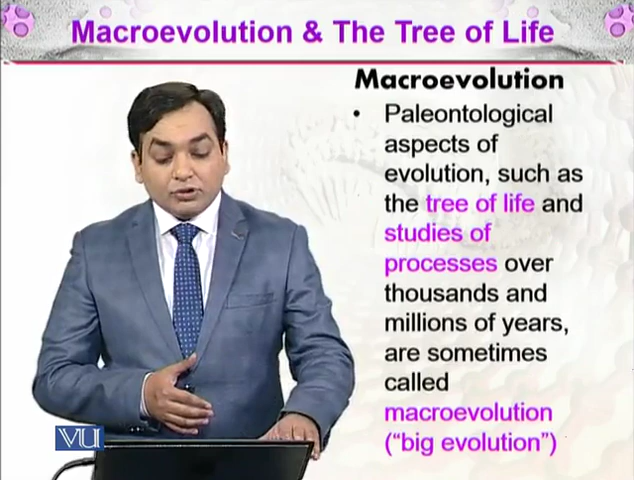 Macroevolution & The Tree of Life
Macroevolution
• Paleontological
aspects of
evolution, such as
the tree of life and
studies of
processes over
thousands and
millions of years,
are sometimes
called
macroevolution
(“big evolution”)
VU